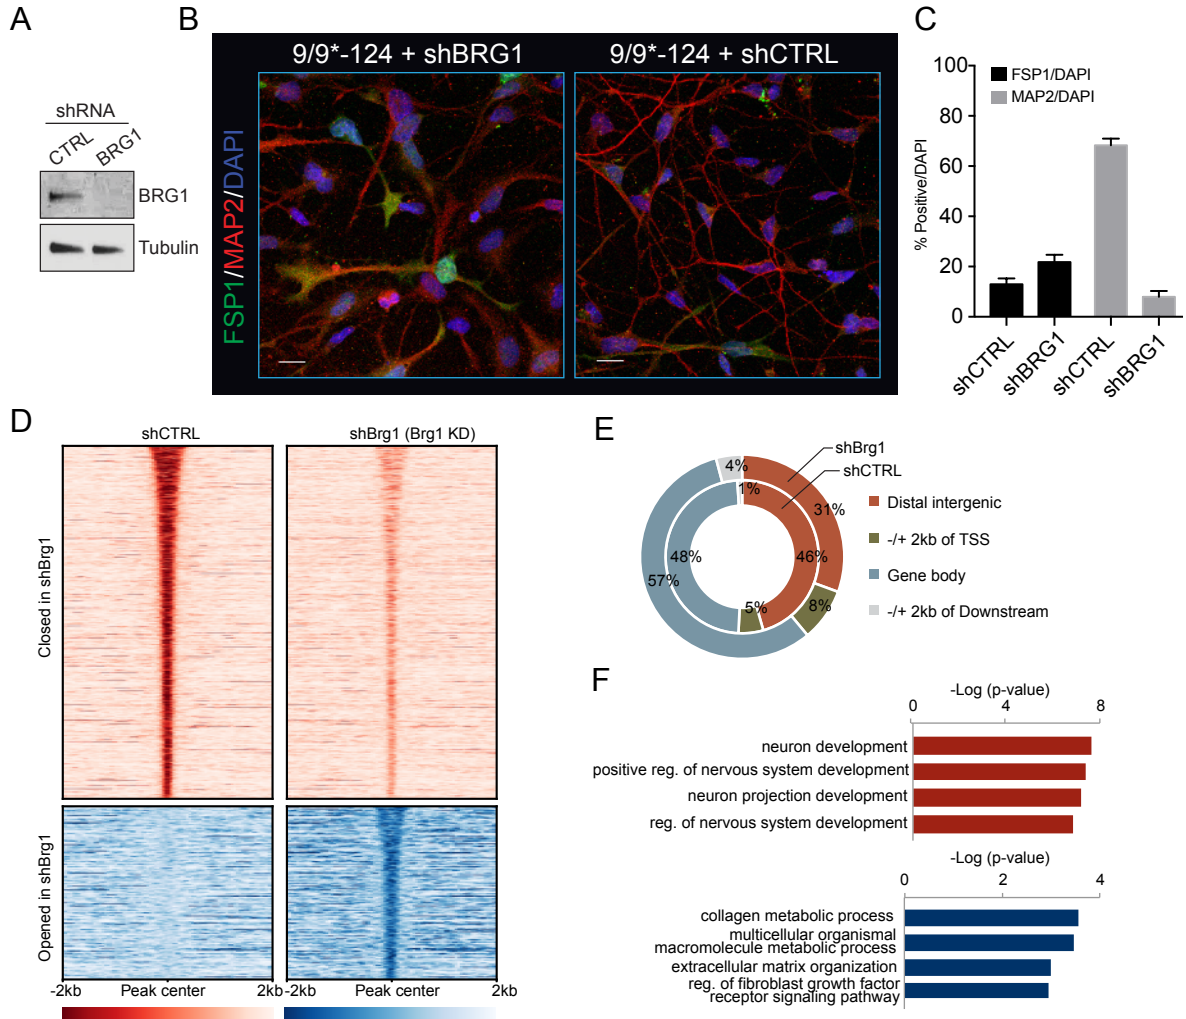 A
shRNA
CTRL
BRG1
BRG1
Tubulin
B
9/9*-124 + shBRG1
9/9*-124 + shCTRL
FSP1/MAP2/DAPI
C
100
80
60
40
20
0
% Positive/DAPI
FSP1/DAPI
MAP2/DAPI
shCTRL
shBRG1
shCTRL
shBRG1
D
shCTRL
shBrg1 (Brg1 KD)
Closed in shBrg1
Opened in shBrg1
-2kb
Peak center
2kb
-2kb
Peak center
2kb
E
shBrg1
shCTRL
4%
1%
31%
48%
46%
57%
5%
8%
Distal intergenic
-/+ 2kb of TSS
Gene body
-/+ 2kb of Downstream
F
-Log (p-value)
0
4
8
neuron development
positive reg. of nervous system development
neuron projection development
reg. of nervous system development
-Log (p-value)
0
2
4
collagen metabolic process
multicellular organismal
macromolecule metabolic process
extracellular matrix organization
reg. of fibroblast growth factor
receptor signaling pathway